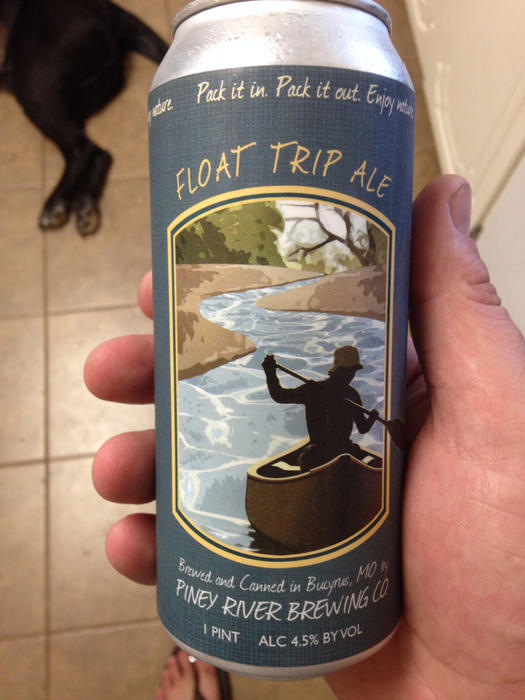 nature. Pack it in. Pack it out. Enjoy nature.
FLOAT TRIP ALE
Brewed and Canned in Bucyrus, MO by
PINEY RIVER BREWING CO.
1 PINT ALC 4.5% BY VOL